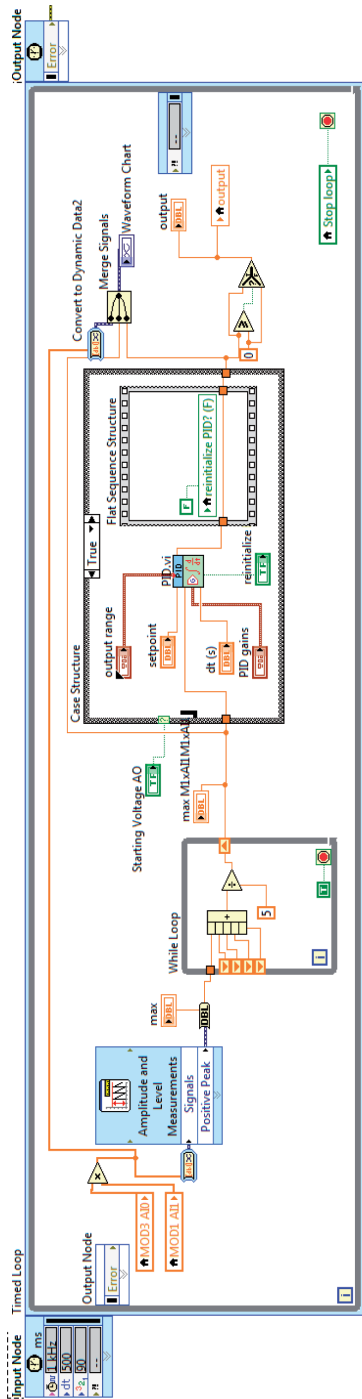 Input Node
ms
1 kHz
dt 500
90
--
Timed Loop
Output Node
Error
MOD3 AI0
MOD1 AI1
Amplitude and
Level
Measurements
Signals
Positive Peak
max
DBL
DBL
While Loop
5
T
i
i
max M1xAI1M1xAI1
DBL
Starting Voltage AO
TF
Case Structure
True
output range
setpoint
DBL
dt (s)
DBL
PID gains
PID.vi
PID
reinitialize
TF
Flat Sequence Structure
F
reinitialize PID? (F)
Convert to Dynamic Data2
Merge Signals
Waveform Chart
0
≥
output
DBL
output
--
Stop loop
Output Node
Error